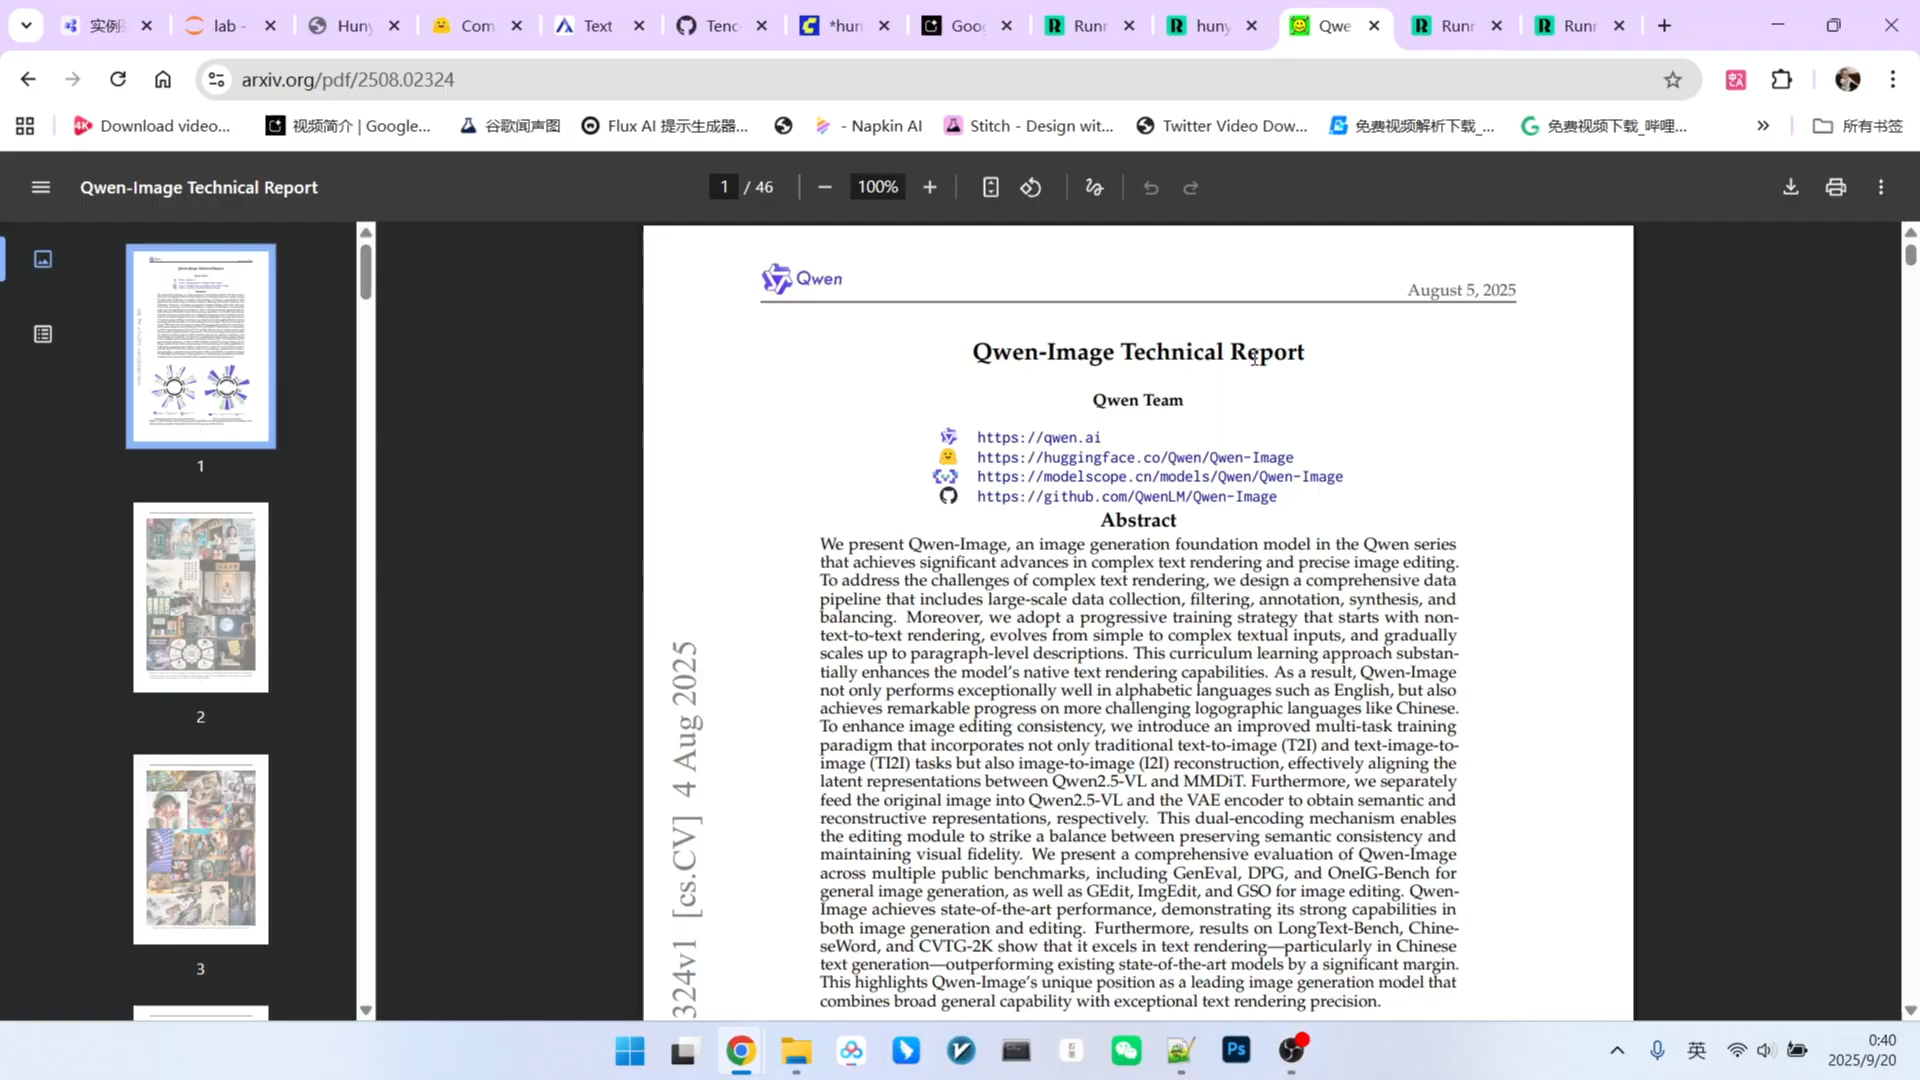 实例
lab -
Huny
Com
Text
Tenc
*hun
Goog
Runn
huny
Qwe
Runn
Runn
arxiv.org/pdf/2508.02324
Download video...
视频简介 | Google...
谷歌闻声图
Flux AI 提示生成器...
- Napkin AI
Stitch - Design wit...
Twitter Video Dow...
免费视频解析下载_...
免费视频下载_哔哩...
所有书签
Qwen-Image Technical Report
1 / 46
100%
1
2
3
Qwen
August 5, 2025
Qwen-Image Technical Report
Qwen Team
https://qwen.ai
https://huggingface.co/Qwen/Qwen-Image
https://modelscope.cn/models/Qwen/Qwen-Image
https://github.com/QwenLM/Qwen-Image
Abstract
We present Qwen-Image, an image generation foundation model in the Qwen series
that achieves significant advances in complex text rendering and precise image editing.
To address the challenges of complex text rendering, we design a comprehensive data
pipeline that includes large-scale data collection, filtering, annotation, synthesis, and
balancing. Moreover, we adopt a progressive training strategy that starts with non-
text-to-text rendering, evolves from simple to complex textual inputs, and gradually
scales up to paragraph-level descriptions. This curriculum learning approach substan-
tially enhances the model's native text rendering capabilities. As a result, Qwen-Image
not only performs exceptionally well in alphabetic languages such as English, but also
achieves remarkable progress on more challenging logographic languages like Chinese.
To enhance image editing consistency, we introduce an improved multi-task training
paradigm that incorporates not only traditional text-to-image (T2I) and text-image-to-
image (TI2I) tasks but also image-to-image (I2I) reconstruction, effectively aligning the
latent representations between Qwen2.5-VL and MMDiT. Furthermore, we separately
feed the original image into Qwen2.5-VL and the VAE encoder to obtain semantic and
reconstructive representations, respectively. This dual-encoding mechanism enables
the editing module to strike a balance between preserving semantic consistency and
maintaining visual fidelity. We present a comprehensive evaluation of Qwen-Image
across multiple public benchmarks, including GenEval, DPG, and OneIG-Bench for
general image generation, as well as GEdit, ImgEdit, and GSO for image editing. Qwen-
Image achieves state-of-the-art performance, demonstrating its strong capabilities in
both image generation and editing. Furthermore, results on LongText-Bench, Chine-
seWord, and CVTG-2K show that it excels in text rendering—particularly in Chinese
text generation—outperforming existing state-of-the-art models by a significant margin.
This highlights Qwen-Image's unique position as a leading image generation model that
combines broad general capability with exceptional text rendering precision.
324v1 [cs.CV] 4 Aug 2025
Ps
英
0:40
2025/9/20